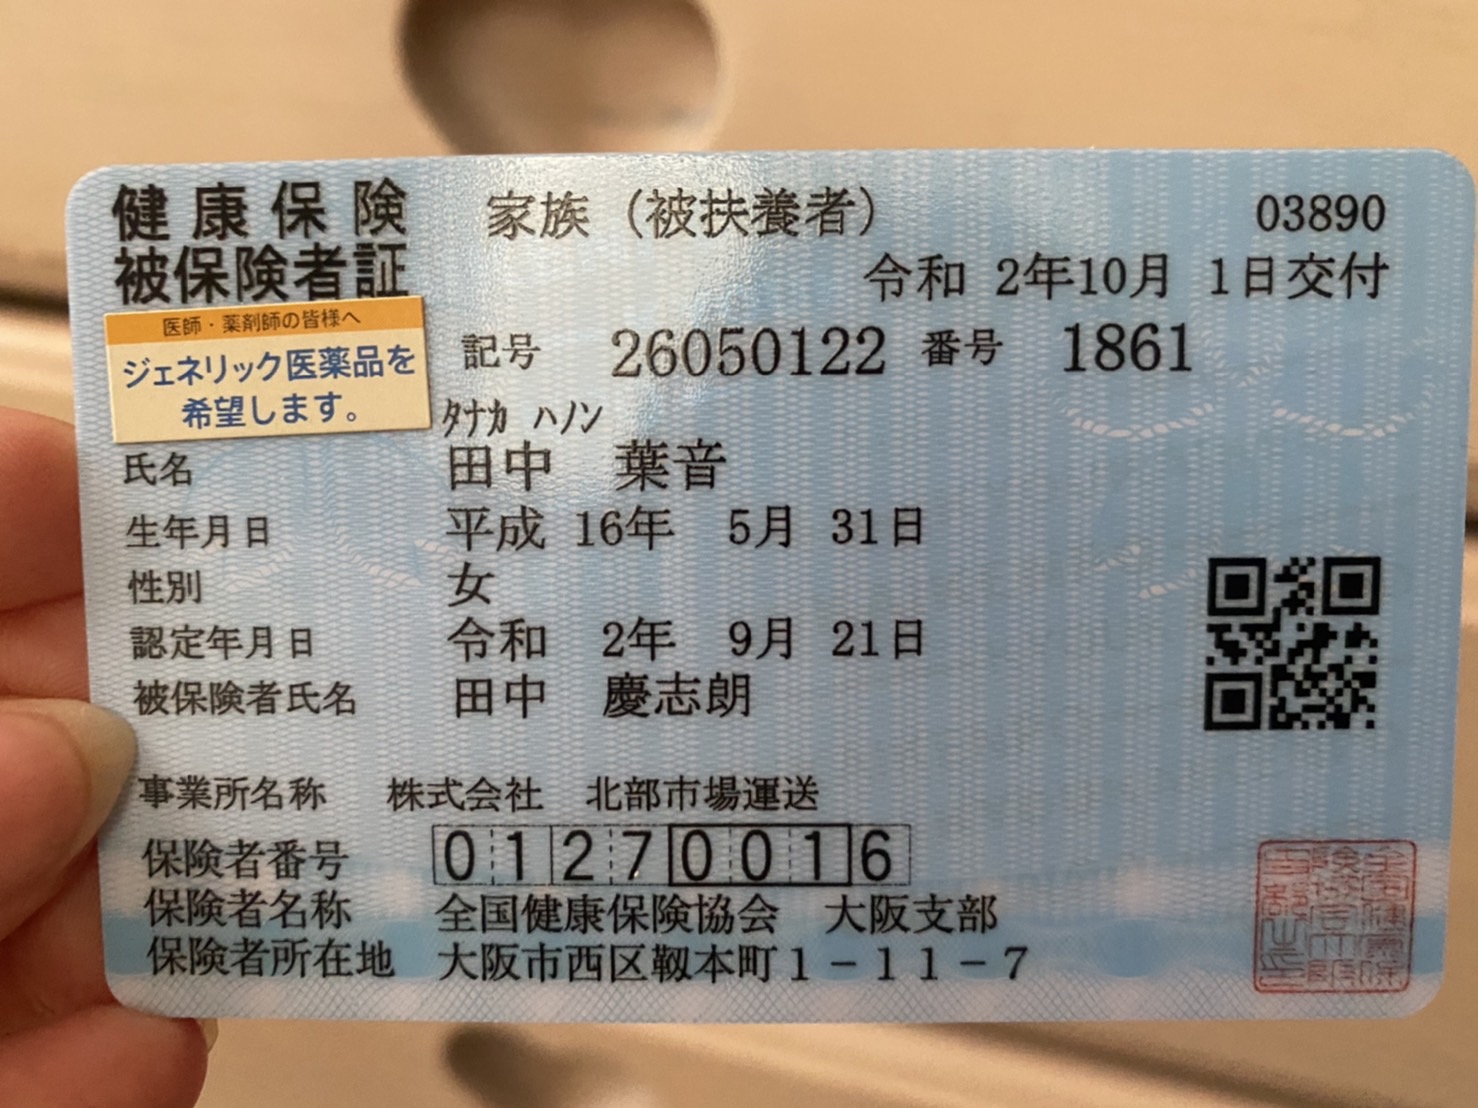 健康保険 家族（被扶養者） 03890
被保険者証 令和 2年10月 1日交付
医師・薬剤師の皆様へ
ジェネリック医薬品を
希望します。
記号 26050122 番号 1861
タナカ ハノン
氏名 田中 葉音
生年月日 平成 16年 5月 31日
性別 女
認定年月日 令和 2年 9月 21日
被保険者氏名 田中 慶志朗
事業所名称 株式会社 北部市場運送
保険者番号 01270016
保険者名称 全国健康保険協会 大阪支部
保険者所在地 大阪市西区靱本町1－11－7